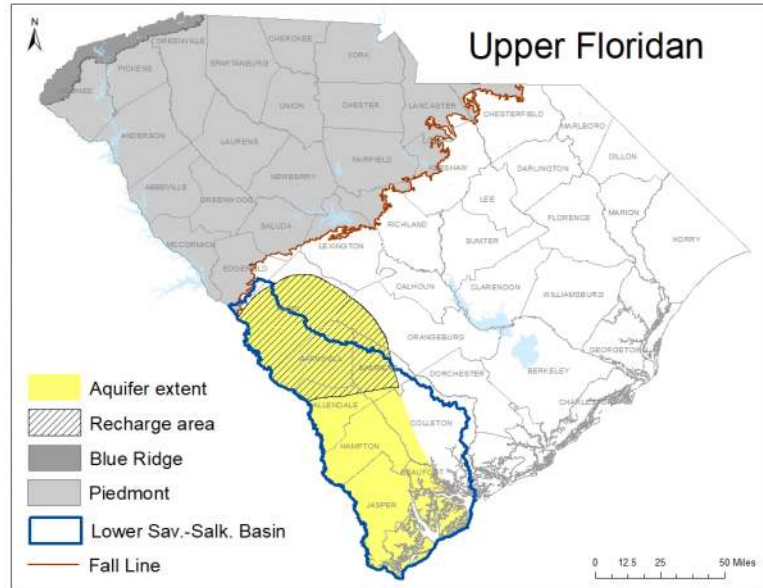 N
Upper Floridan
GREENVILLE
CHEROKEE
YORK
PICKENS
SPARTANBURG
UNION
CHESTER
LANCASTER
CHESTERFIELD
MARLBORO
ANDERSON
LAURENS
FAIRFIELD
DARLINGTON
DILLON
NEWBERRY
LEE
ABBEVILLE
GREENWOOD
MARION
FLORENCE
SALUDA
RICHLAND
SUMTER
HORRY
LEXINGTON
MCCORMICK
EDGEFIELD
CALHOUN
CLARENDON
WILLIAMSBURG
ORANGEBURG
GEORGETOWN
BARNWELL
BERKELEY
DORCHESTER
ALLENDALE
COLLETON
HAMPTON
BEAUFORT
JASPER
Aquifer extent
Recharge area
Blue Ridge
Piedmont
Lower Sav.-Salk. Basin
Fall Line
0 12.5 25 50 Miles